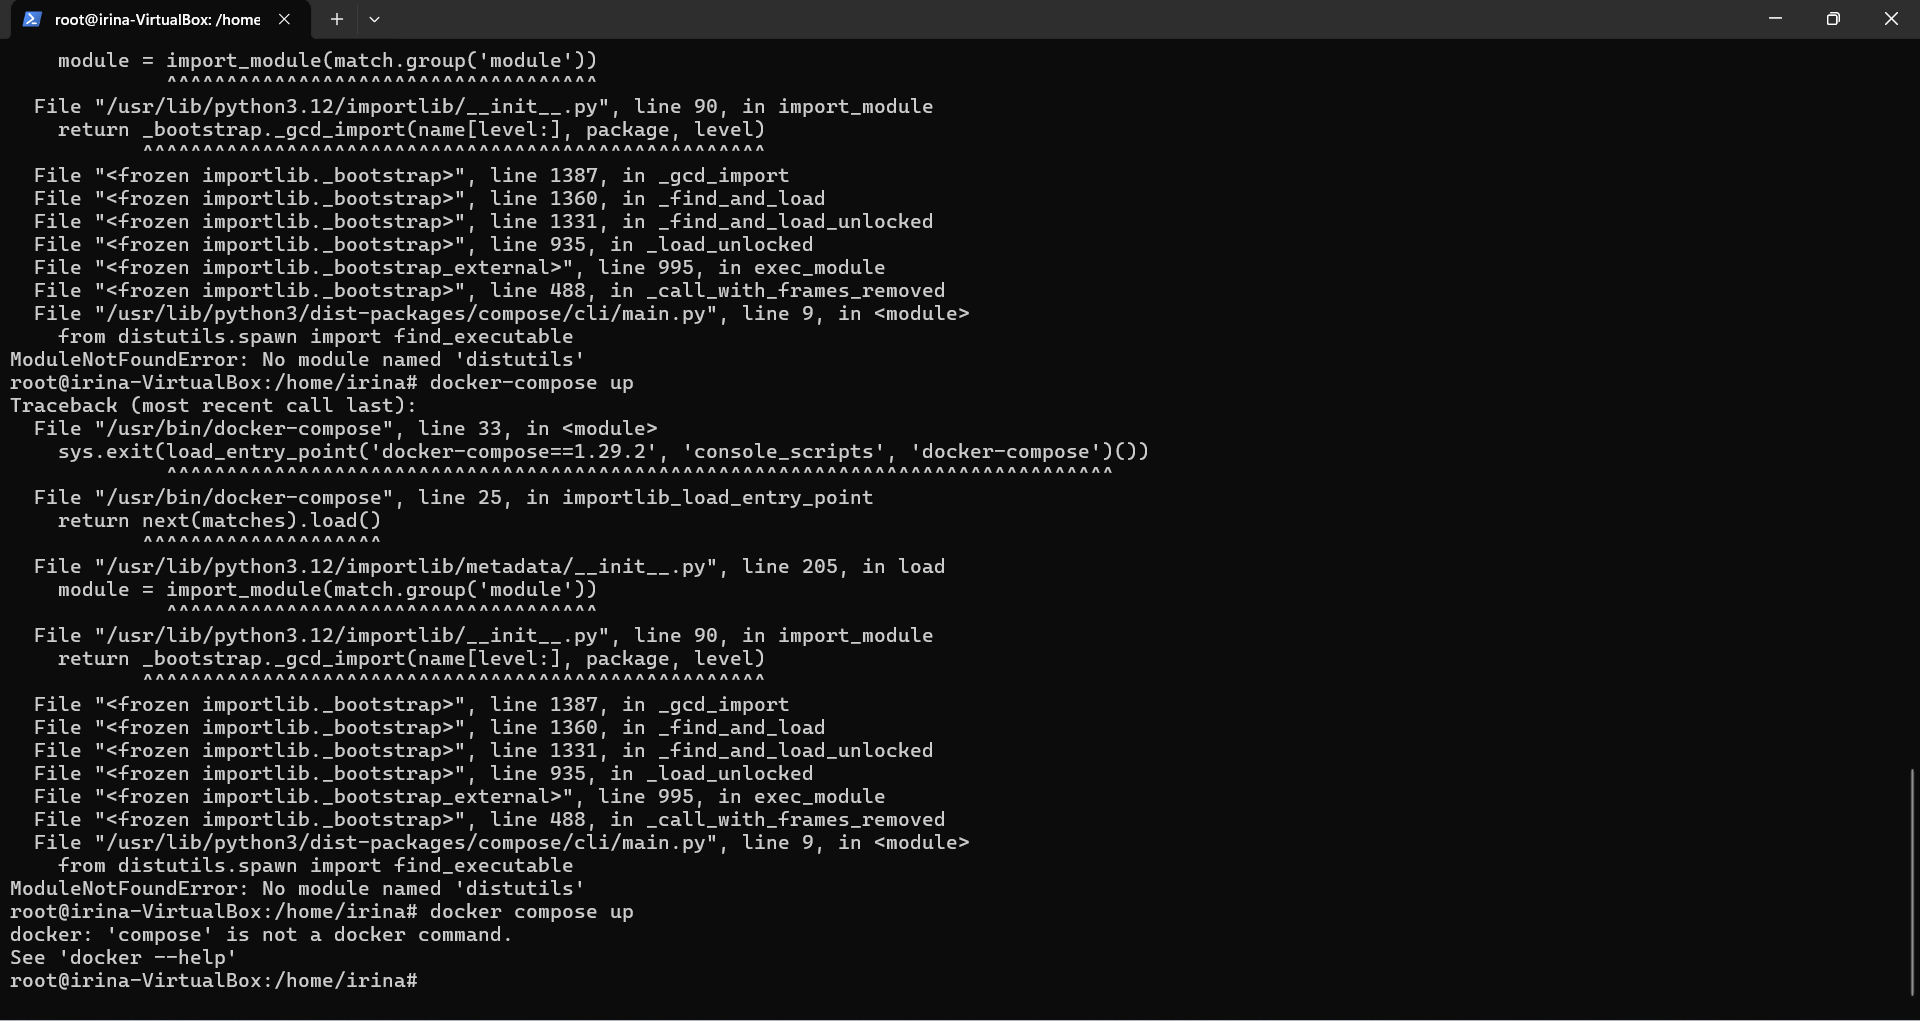 root@irina-VirtualBox: /home
    module = import_module(match.group('module'))
             ^^^^^^^^^^^^^^^^^^^^^^^^^^^^^^^^^^^^
  File "/usr/lib/python3.12/importlib/__init__.py", line 90, in import_module
    return _bootstrap._gcd_import(name[level:], package, level)
           ^^^^^^^^^^^^^^^^^^^^^^^^^^^^^^^^^^^^^^^^^^^^^^^^^^^^
  File "<frozen importlib._bootstrap>", line 1387, in _gcd_import
  File "<frozen importlib._bootstrap>", line 1360, in _find_and_load
  File "<frozen importlib._bootstrap>", line 1331, in _find_and_load_unlocked
  File "<frozen importlib._bootstrap>", line 935, in _load_unlocked
  File "<frozen importlib._bootstrap_external>", line 995, in exec_module
  File "<frozen importlib._bootstrap>", line 488, in _call_with_frames_removed
  File "/usr/lib/python3/dist-packages/compose/cli/main.py", line 9, in <module>
    from distutils.spawn import find_executable
ModuleNotFoundError: No module named 'distutils'
root@irina-VirtualBox:/home/irina# docker-compose up
Traceback (most recent call last):
  File "/usr/bin/docker-compose", line 33, in <module>
    sys.exit(load_entry_point('docker-compose==1.29.2', 'console_scripts', 'docker-compose')())
             ^^^^^^^^^^^^^^^^^^^^^^^^^^^^^^^^^^^^^^^^^^^^^^^^^^^^^^^^^^^^^^^^^^^^^^^^^^^^^^^
  File "/usr/bin/docker-compose", line 25, in importlib_load_entry_point
    return next(matches).load()
           ^^^^^^^^^^^^^^^^^^^^
  File "/usr/lib/python3.12/importlib/metadata/__init__.py", line 205, in load
    module = import_module(match.group('module'))
             ^^^^^^^^^^^^^^^^^^^^^^^^^^^^^^^^^^^^
  File "/usr/lib/python3.12/importlib/__init__.py", line 90, in import_module
    return _bootstrap._gcd_import(name[level:], package, level)
           ^^^^^^^^^^^^^^^^^^^^^^^^^^^^^^^^^^^^^^^^^^^^^^^^^^^^
  File "<frozen importlib._bootstrap>", line 1387, in _gcd_import
  File "<frozen importlib._bootstrap>", line 1360, in _find_and_load
  File "<frozen importlib._bootstrap>", line 1331, in _find_and_load_unlocked
  File "<frozen importlib._bootstrap>", line 935, in _load_unlocked
  File "<frozen importlib._bootstrap_external>", line 995, in exec_module
  File "<frozen importlib._bootstrap>", line 488, in _call_with_frames_removed
  File "/usr/lib/python3/dist-packages/compose/cli/main.py", line 9, in <module>
    from distutils.spawn import find_executable
ModuleNotFoundError: No module named 'distutils'
root@irina-VirtualBox:/home/irina# docker compose up
docker: 'compose' is not a docker command.
See 'docker --help'
root@irina-VirtualBox:/home/irina#